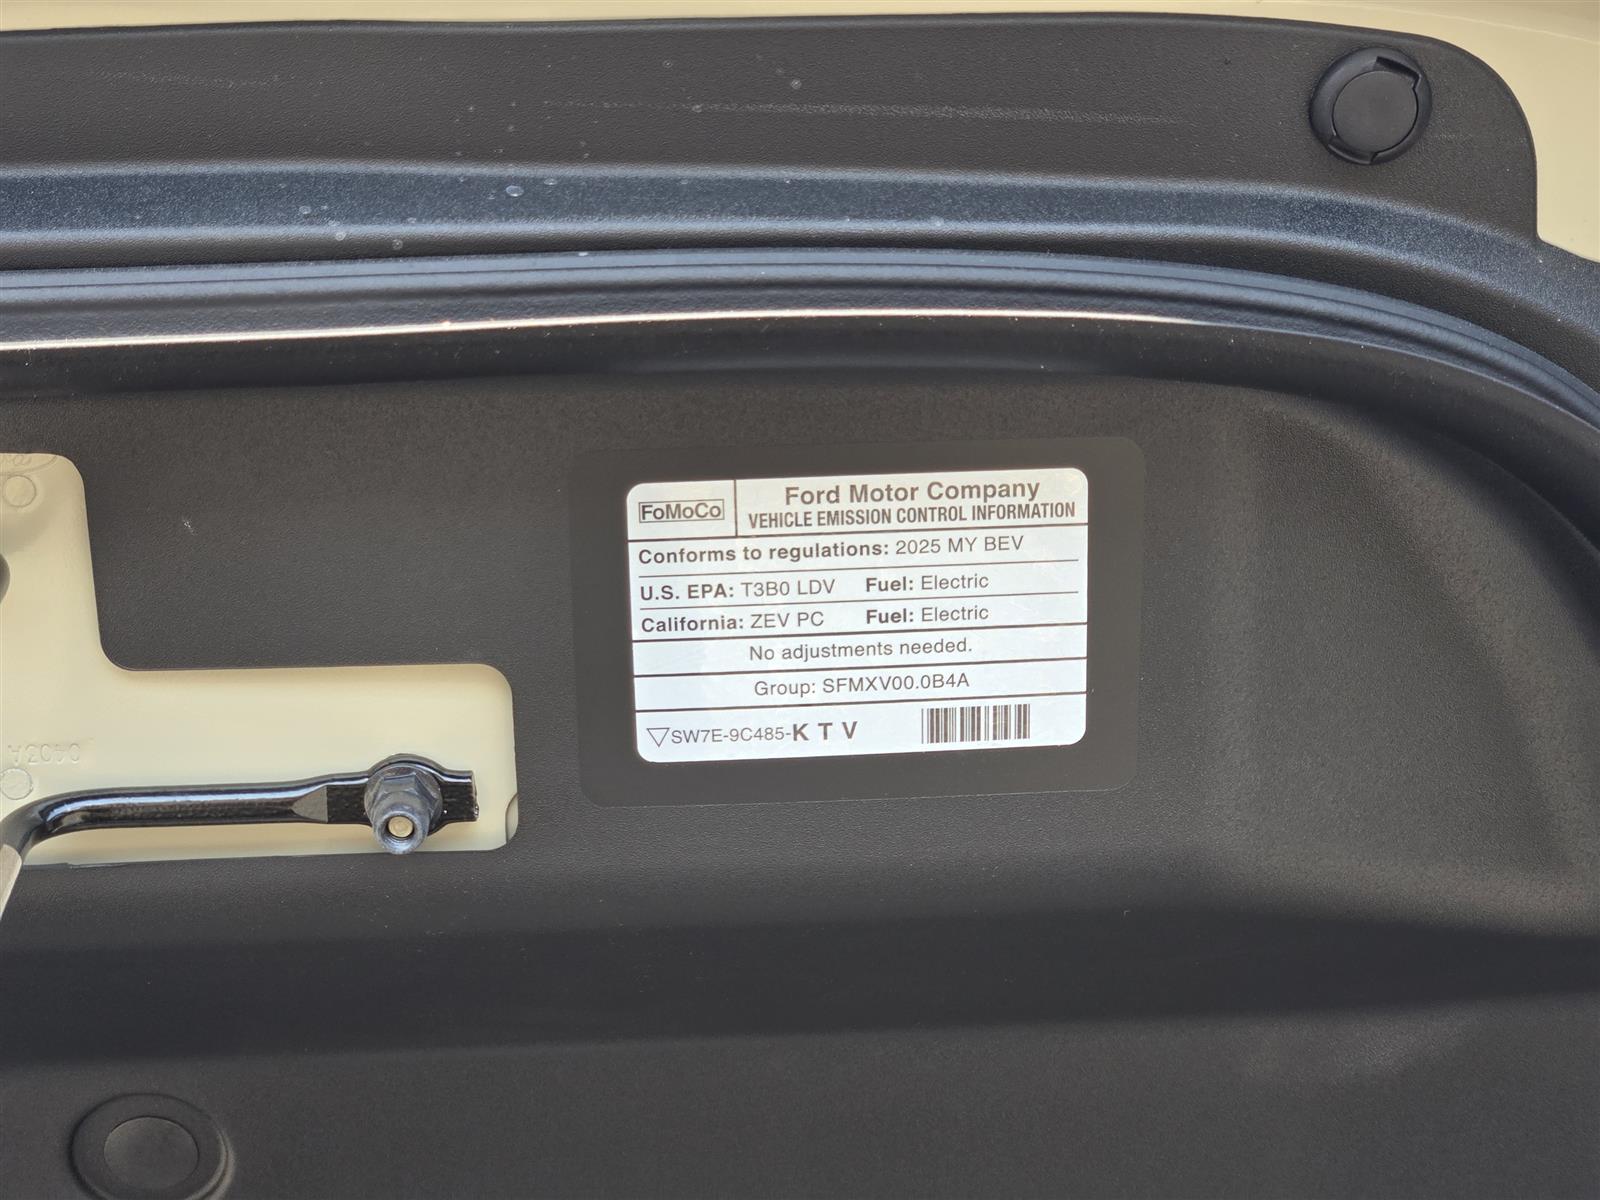 FoMoCo
Ford Motor Company
VEHICLE EMISSION CONTROL INFORMATION
Conforms to regulations: 2025 MY BEV
U.S. EPA: T3B0 LDV Fuel: Electric
California: ZEV PC Fuel: Electric
No adjustments needed.
Group: SFMXV00.0B4A
SW7E-9C485-K T V